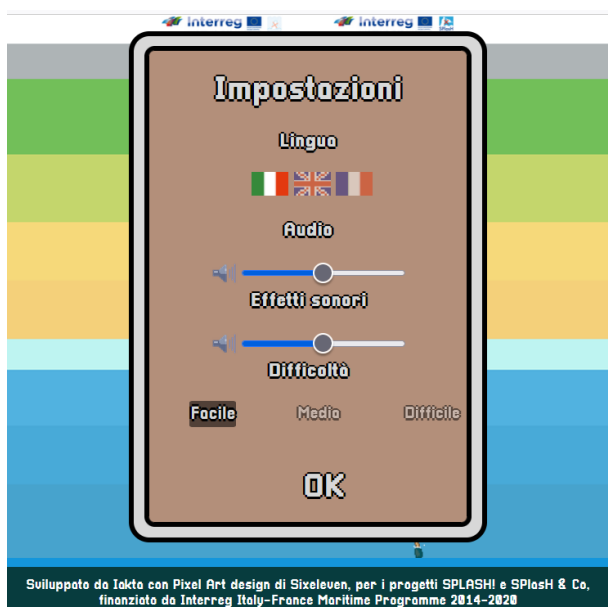 Interreg Interreg
Impostazioni
Lingua
Audio
Effetti sonori
Difficoltà
Facile Medio Difficile
OK
Sviluppato da Iakta con Pixel Art design di Sixeleven, per i progetti SPLASH! e SPlasH & Co,
finanziato da Interreg Italy-France Maritime Programme 2014-2020